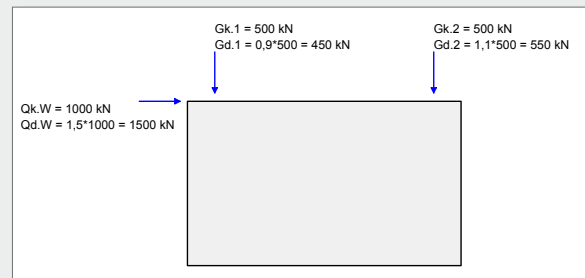 Gk.1 = 500 kN
Gd.1 = 0,9*500 = 450 kN
Gk.2 = 500 kN
Gd.2 = 1,1*500 = 550 kN
Qk.W = 1000 kN
Qd.W = 1,5*1000 = 1500 kN